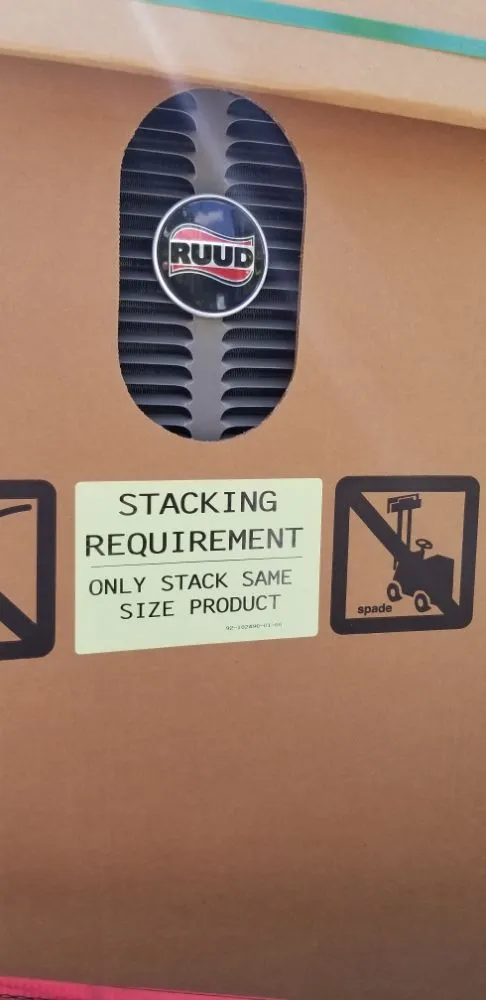 RUUD
STACKING
REQUIREMENT
ONLY STACK SAME
SIZE PRODUCT
spade